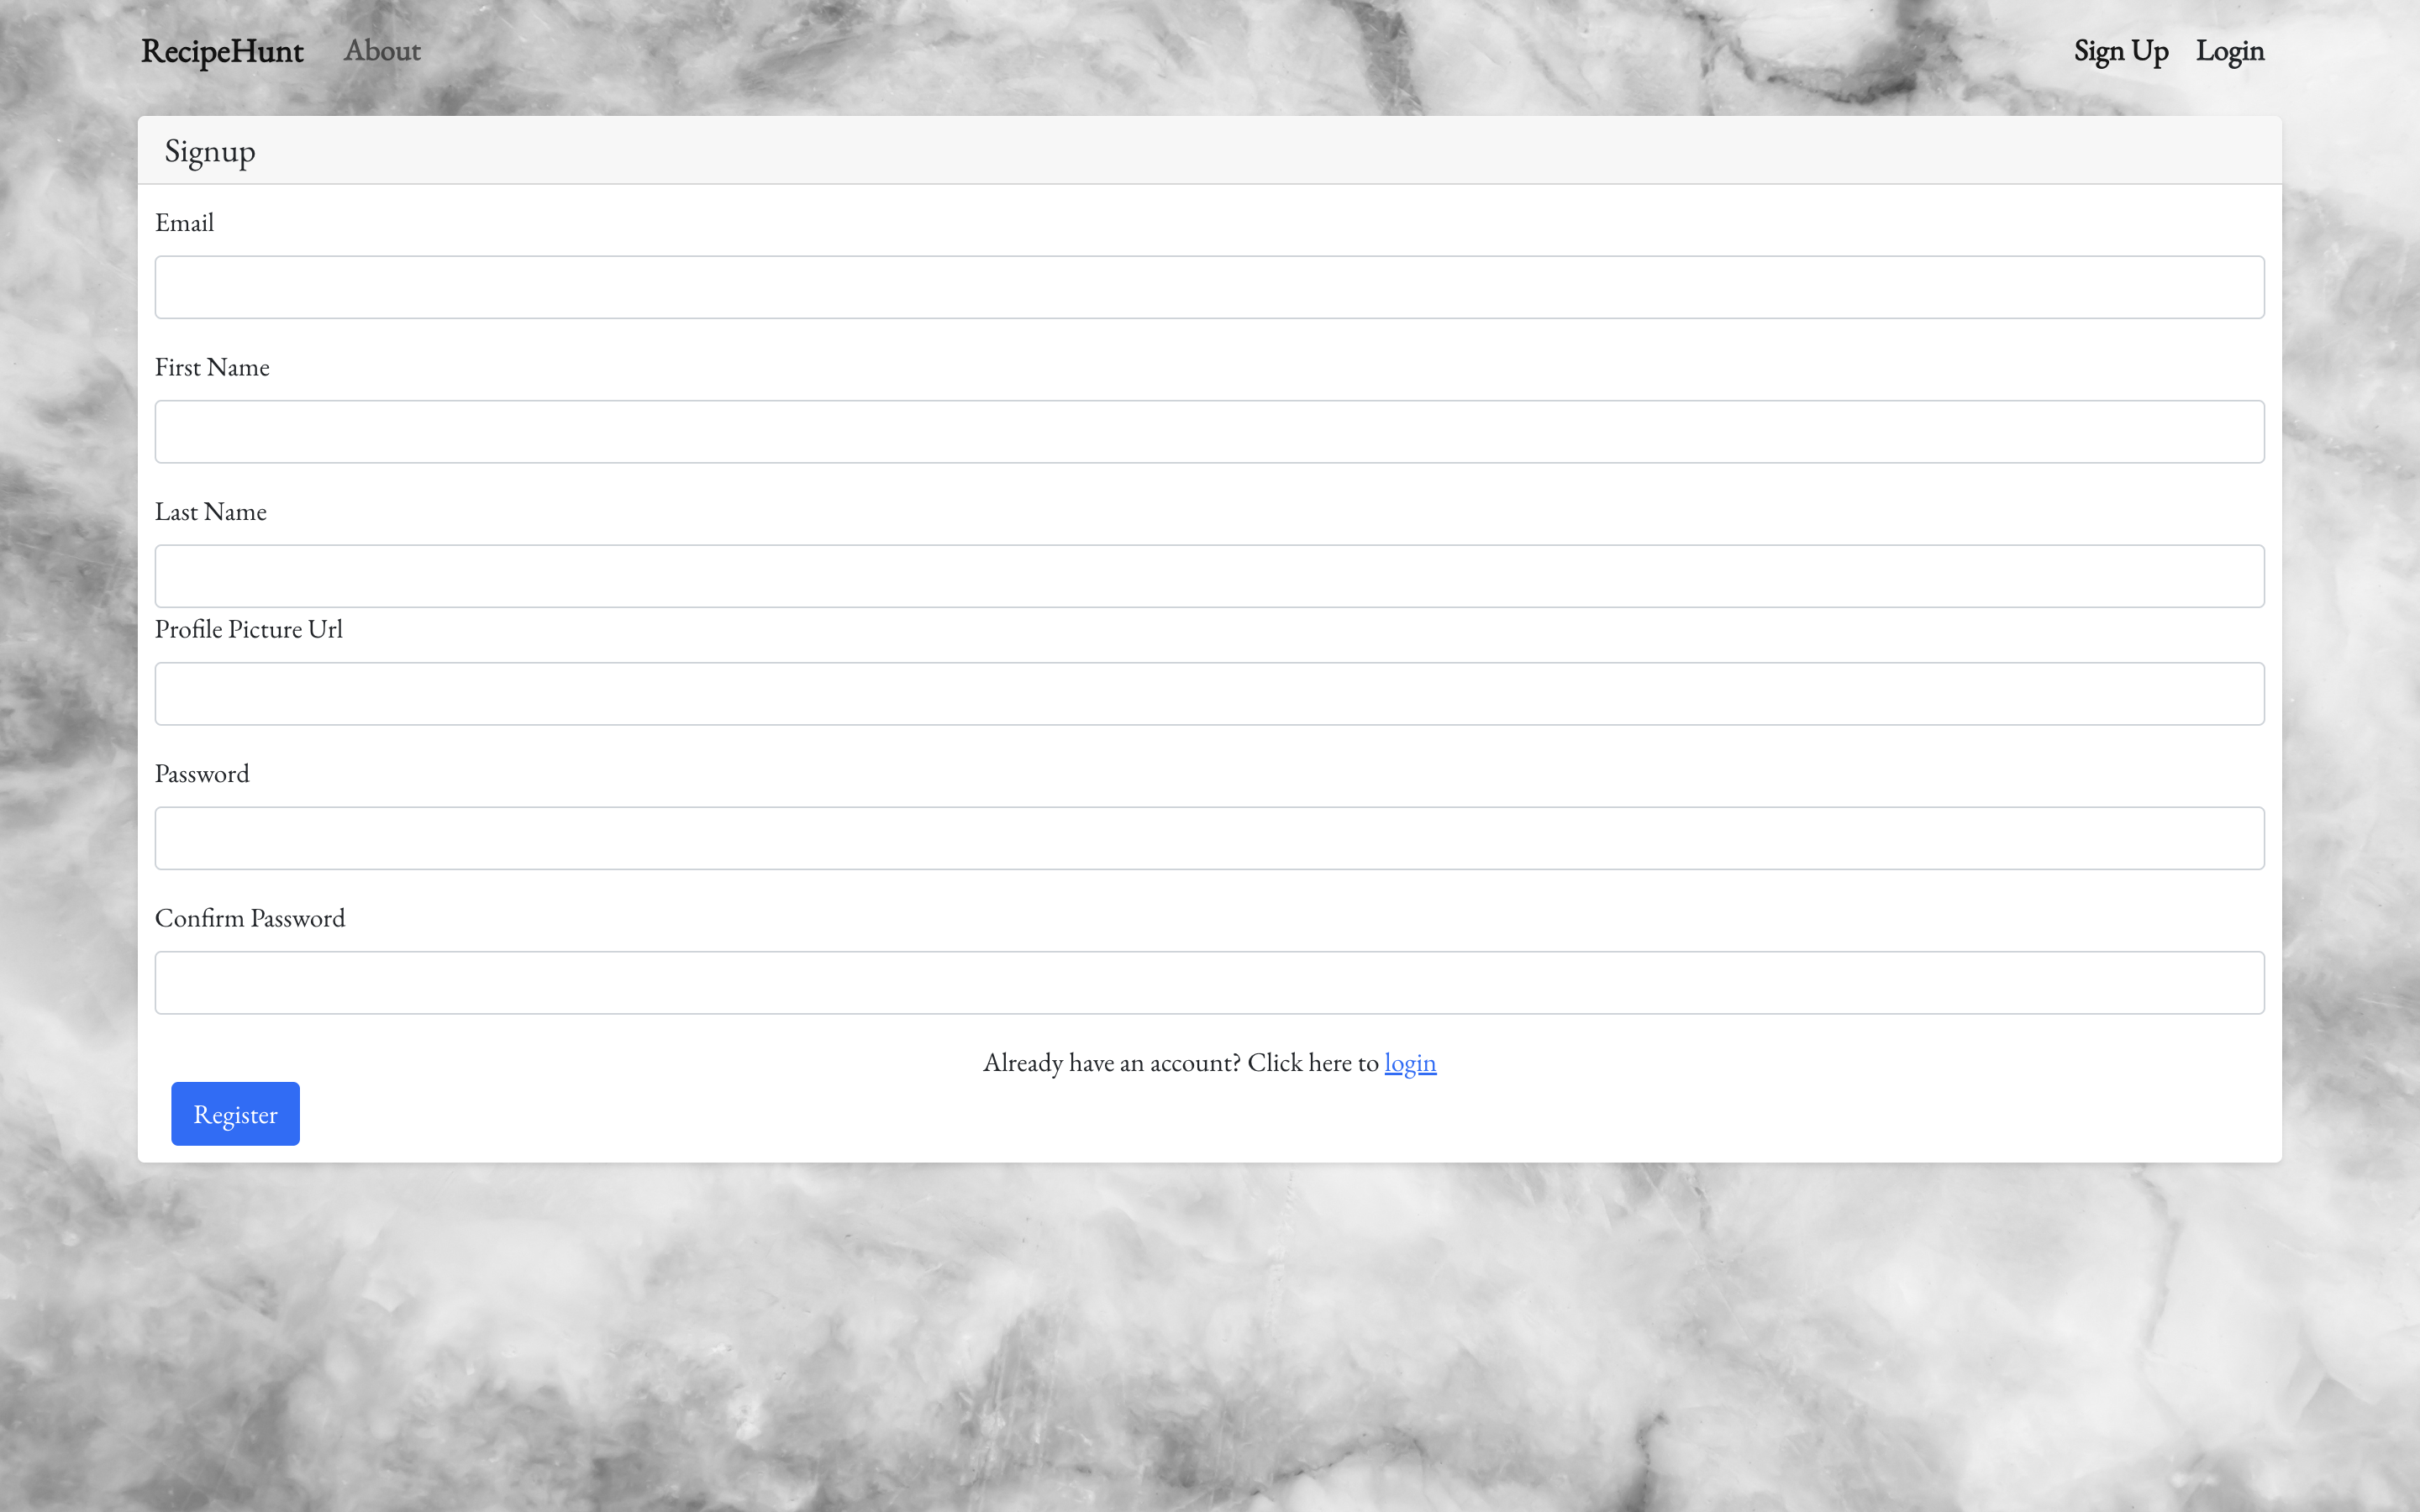 RecipeHunt About Sign Up Login
Signup
Email
First Name
Last Name
Profile Picture Url
Password
Confirm Password
Already have an account? Click here to login
Register